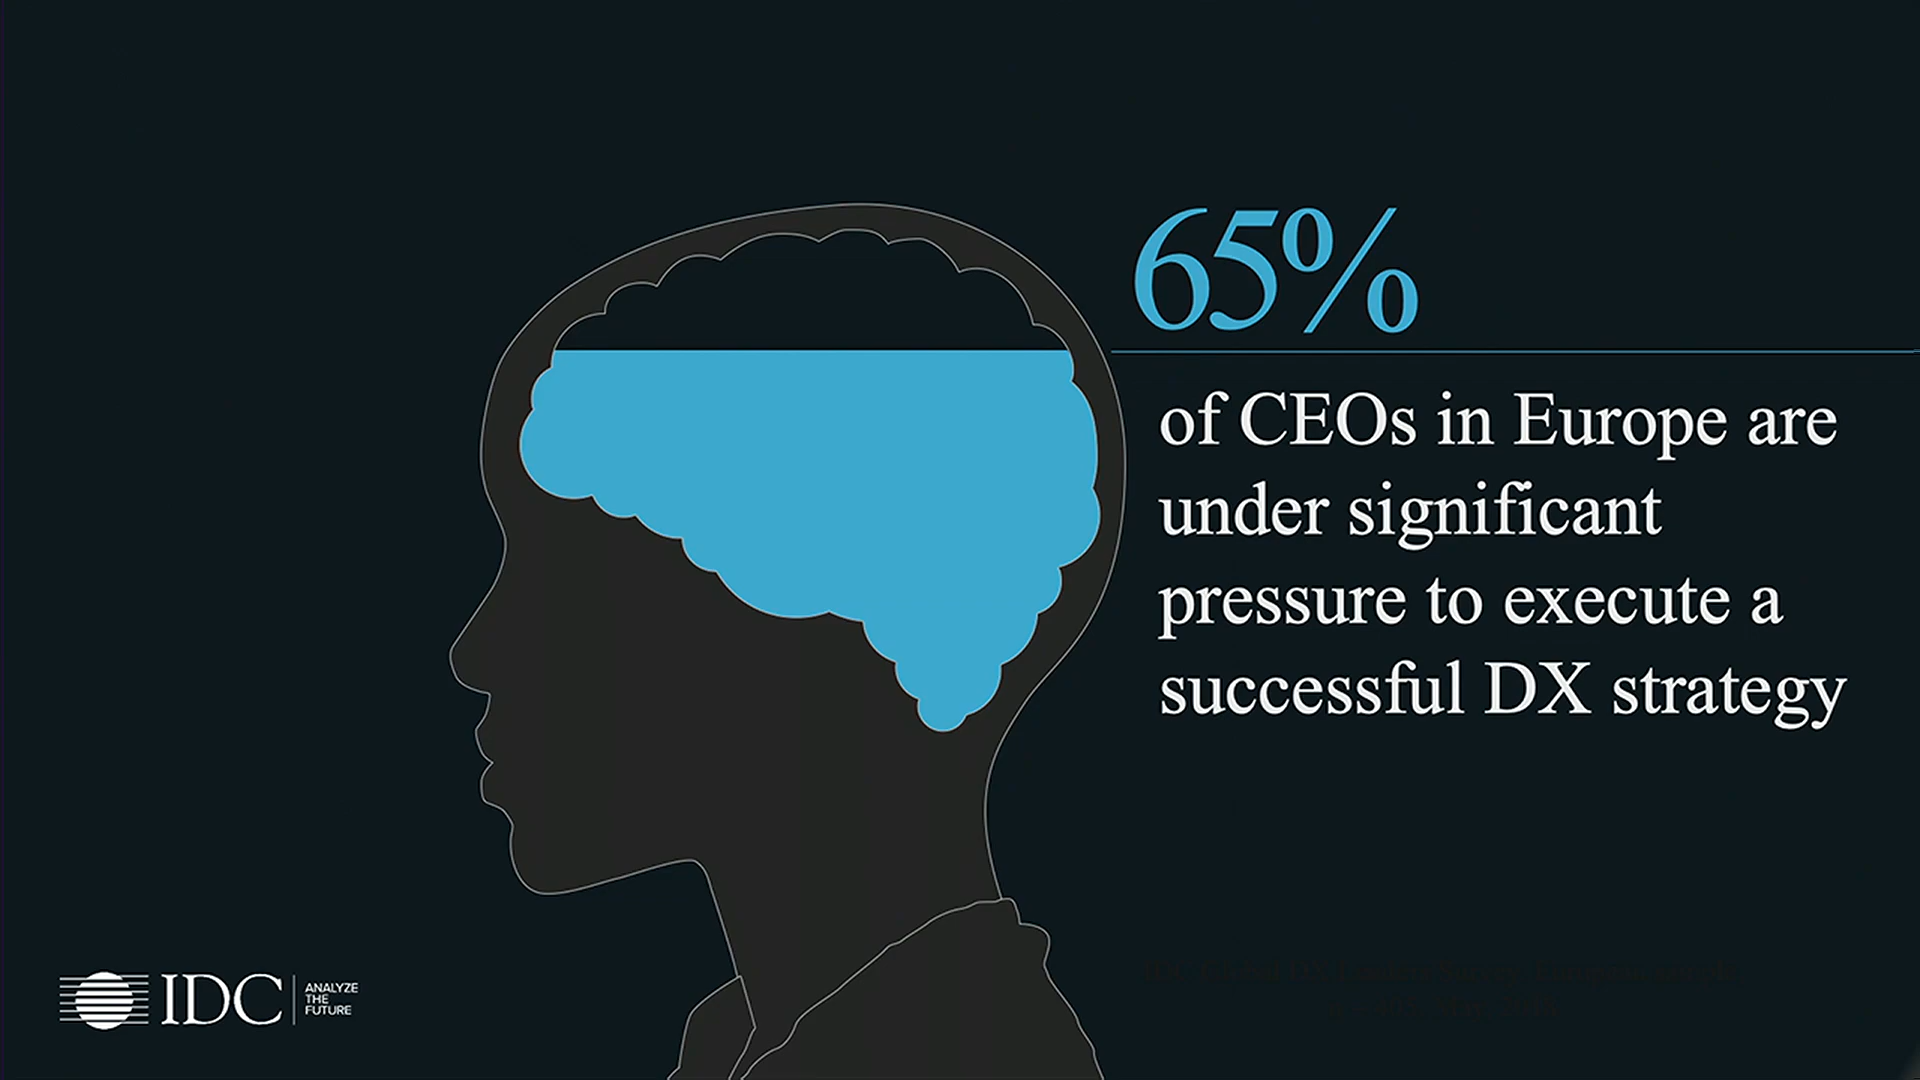 65%
of CEOs in Europe are
under significant
pressure to execute a
successful DX strategy
IDC
ANALYZE
THE
FUTURE